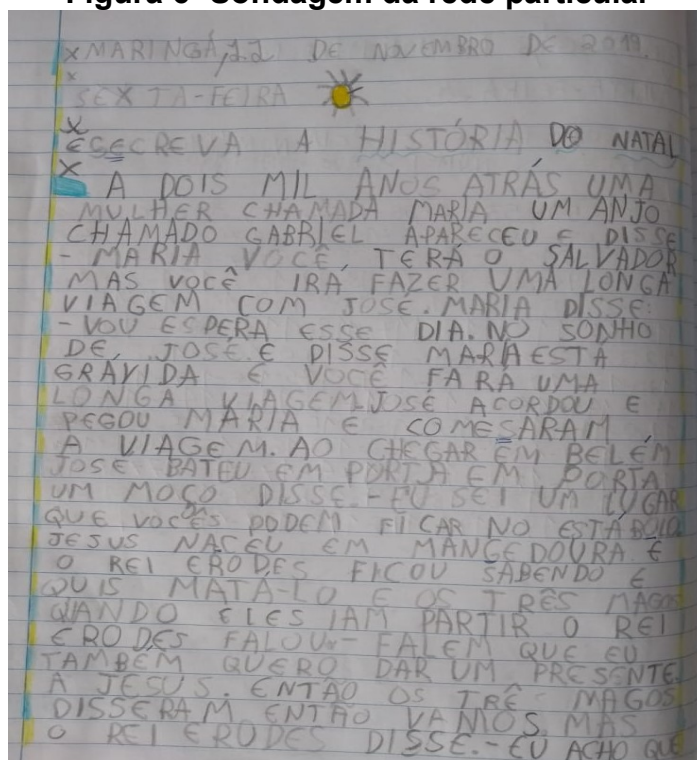 Figura 6- Sondagem da rede particular
X MARINGÁ, 22 DE NOVEMBRO DE 2019.
X
SEXTA-FEIRA
X
ESECREVA A HISTÓRIA DO NATAL
X
A DOIS MIL ANOS ATRÁS UMA
MULHER CHAMADA MARIA UM ANJO
CHAMADO GABRIEL APARECEU E DISSE
- MARIA VOCÊ, TERÁ O SALVADOR
MAS VOCÊ IRA FAZER UMA LONGA
VIAGEM COM JOSÉ. MARIA DISSE:
- VOU ESPERA ESSE DIA. NO SONHO
DE, JOSÉ E DISSE MARIA ESTÁ
GRAVIDA E VOCÊ FARÁ UMA
LONGA VIAGEM. JOSÉ ACORDOU E
PEGOU MARIA E COMESARAM
A VIAGEM. AO CHEGAR EM BELÉM
JOSÉ BATEU EM PORTA EM PORTA
UM MOÇO DISSE.- EU SEI UM LUGAR
QUE VOCÊS PODEM FICAR NO ESTÁBULO
JESUS NACEU EM MANGEDOURA E
O REI ERODES FICOU SABENDO E
QUIS MATÁ-LO E OS TRÊS MAGOS
QUANDO ELES IAM PARTIR O REI
ERODES FALOU- FALEM QUE EU
TAMBÉM QUERO DAR UM PRESENTE
A JESUS. ENTÃO OS TRÊ MAGOS
DISSERAM ENTÃO VAMOS. MAS
O REI ERODES DISSE.- EU ACHO QUE